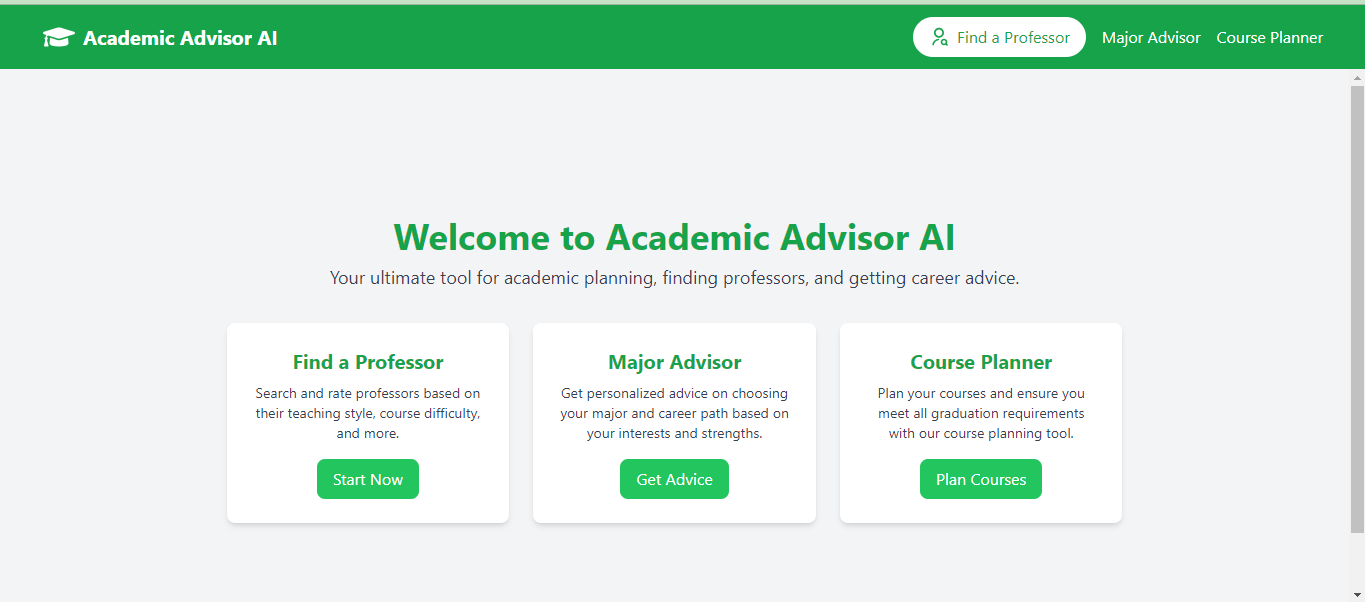 Academic Advisor AI
Find a Professor
Major Advisor
Course Planner
Welcome to Academic Advisor AI
Your ultimate tool for academic planning, finding professors, and getting career advice.
Find a Professor
Search and rate professors based on
their teaching style, course difficulty,
and more.
Start Now
Major Advisor
Get personalized advice on choosing
your major and career path based on
your interests and strengths.
Get Advice
Course Planner
Plan your courses and ensure you
meet all graduation requirements
with our course planning tool.
Plan Courses